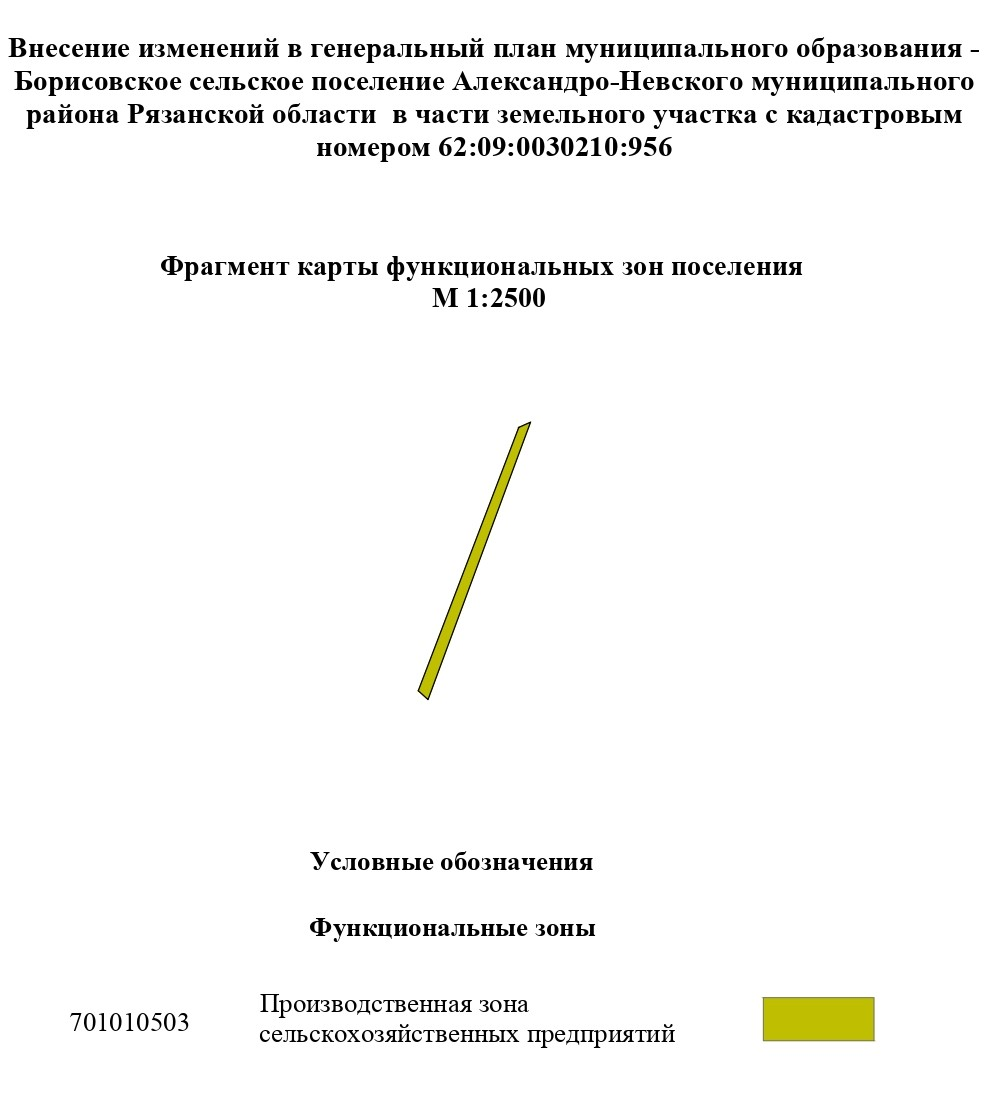 Внесение изменений в генеральный план муниципального образования -
Борисовское сельское поселение Александро-Невского муниципального
района Рязанской области в части земельного участка с кадастровым
номером 62:09:0030210:956
Фрагмент карты функциональных зон поселения
М 1:2500
Условные обозначения
Функциональные зоны
701010503
Производственная зона
сельскохозяйственных предприятий